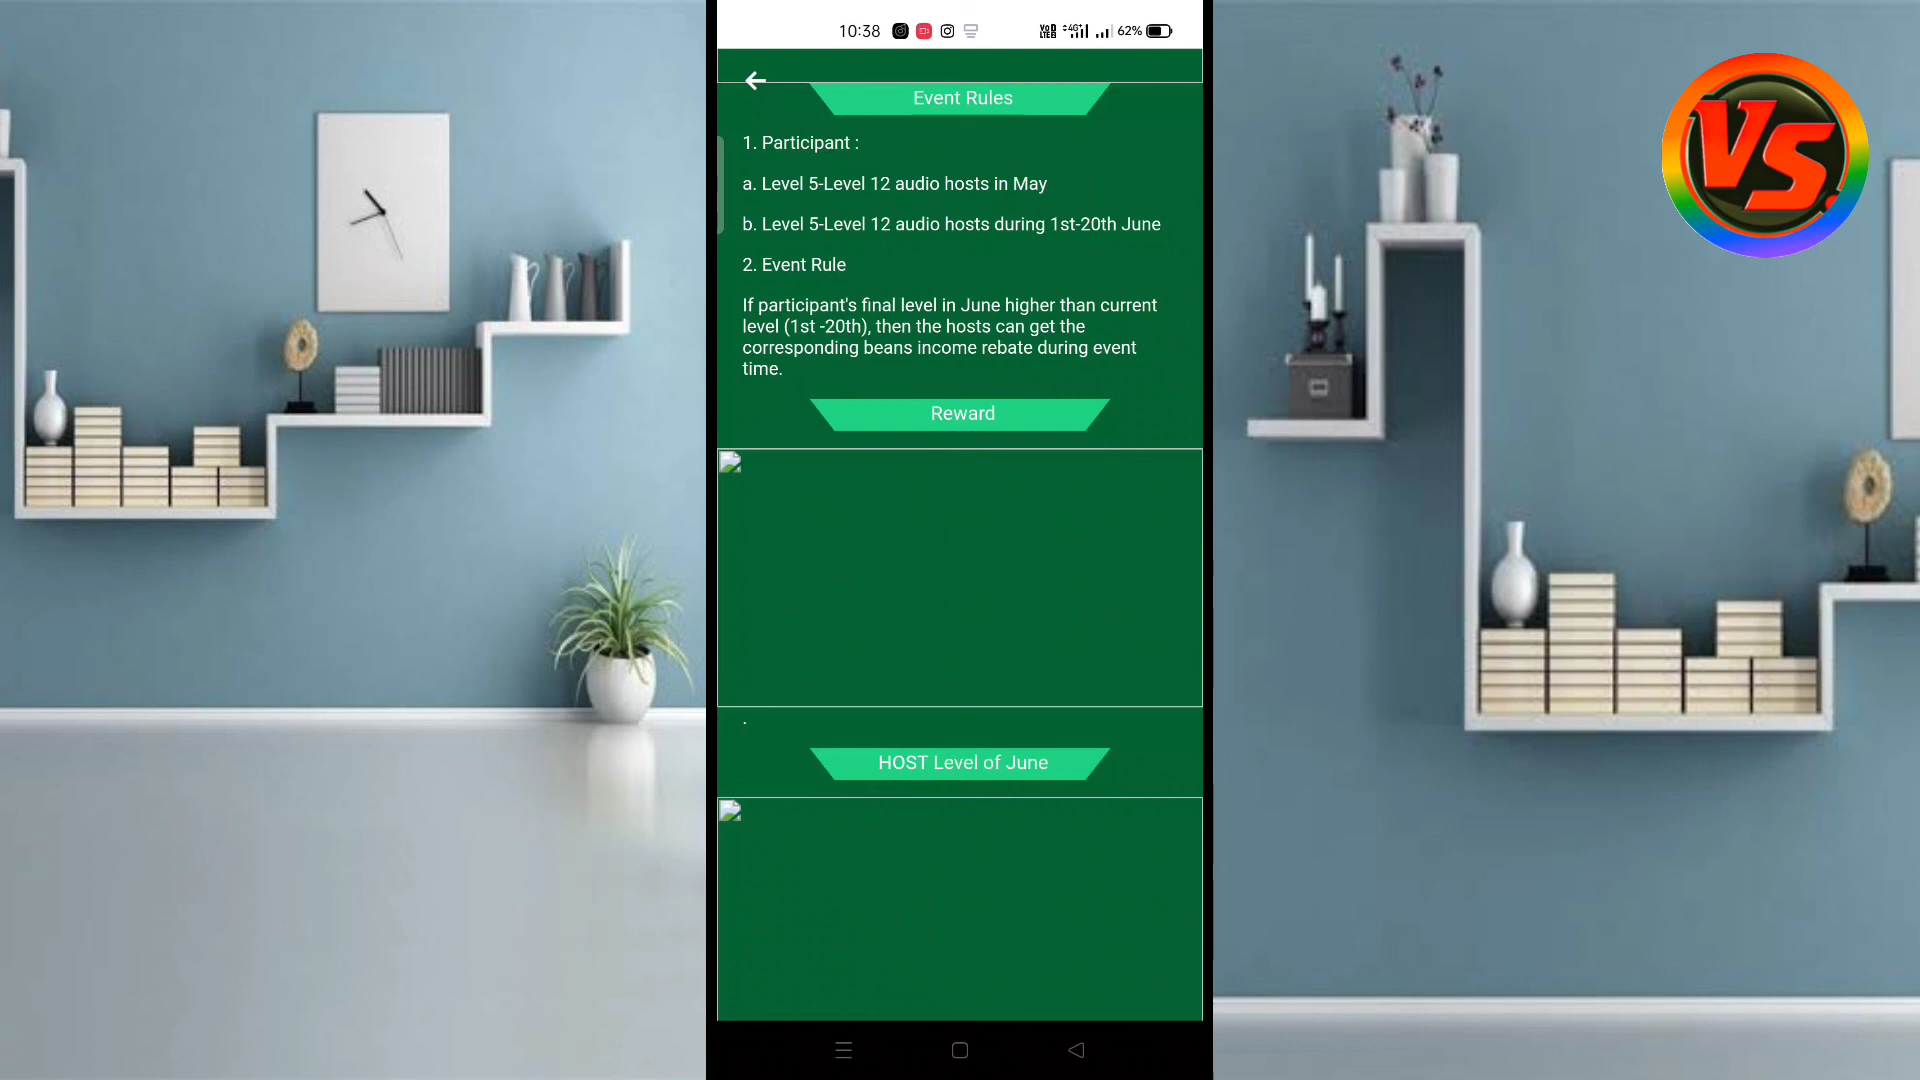 10:38
VoD
LTE2
4G+
62%
Event Rules
1. Participant :
a. Level 5-Level 12 audio hosts in May
b. Level 5-Level 12 audio hosts during 1st-20th June
2. Event Rule
If participant's final level in June higher than current
level (1st -20th), then the hosts can get the
corresponding beans income rebate during event
time.
Reward
.
HOST Level of June
VS.